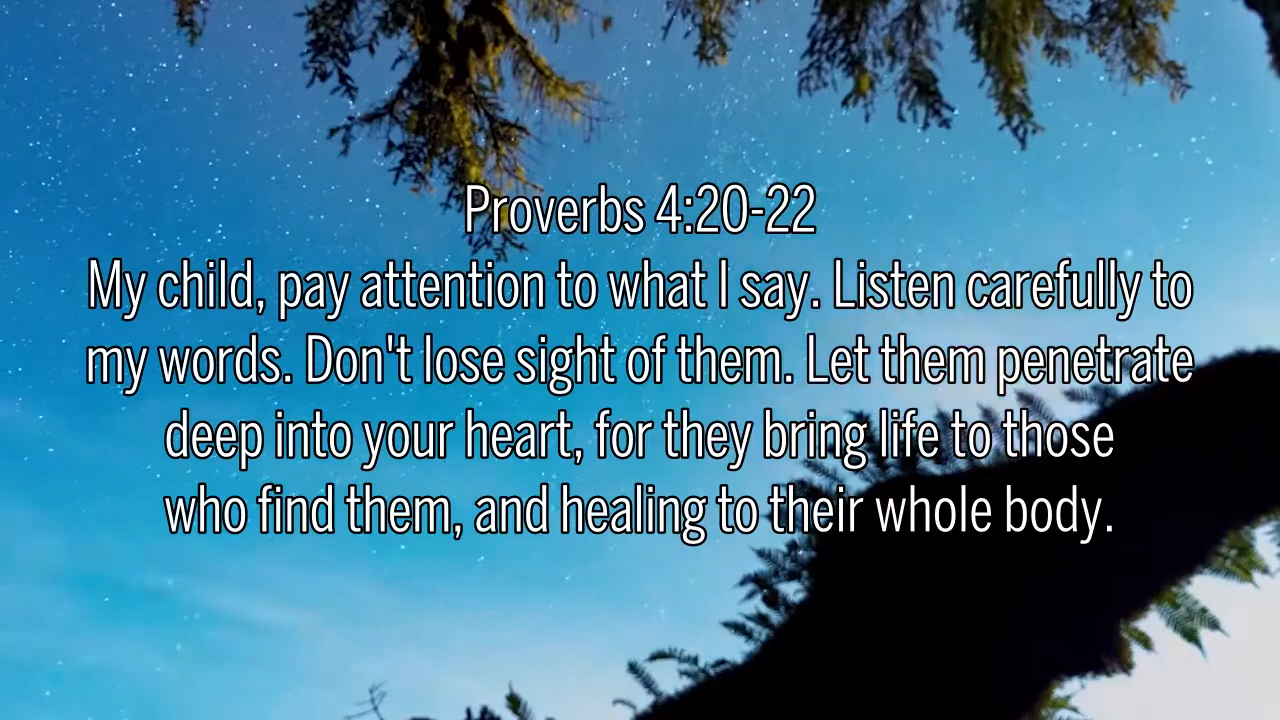 Proverbs 4:20-22
My child, pay attention to what I say. Listen carefully to
my words. Don't lose sight of them. Let them penetrate
deep into your heart, for they bring life to those
who find them, and healing to their whole body.